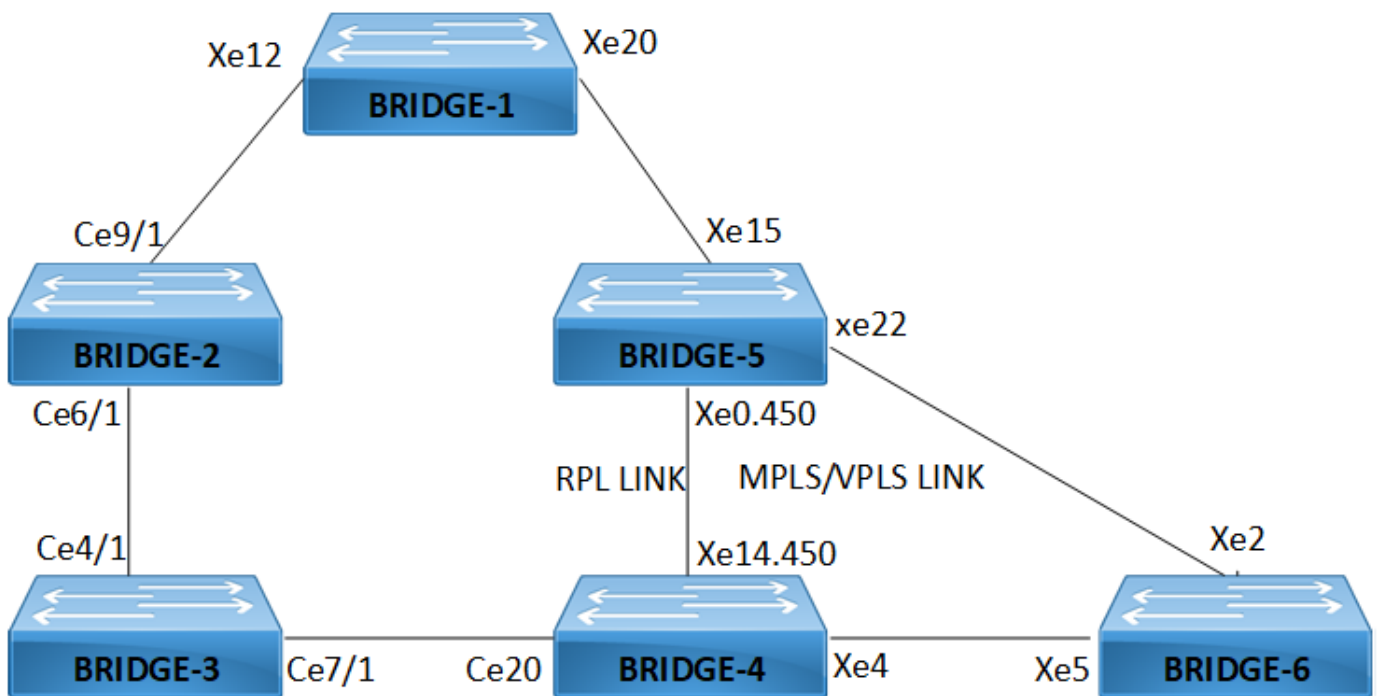 Xe12
Xe20
BRIDGE-1
Ce9/1
Xe15
BRIDGE-2
BRIDGE-5
xe22
Ce6/1
Xe0.450
RPL LINK
MPLS/VPLS LINK
Ce4/1
Xe14.450
Xe2
BRIDGE-3
Ce7/1
Ce20
BRIDGE-4
Xe4
Xe5
BRIDGE-6